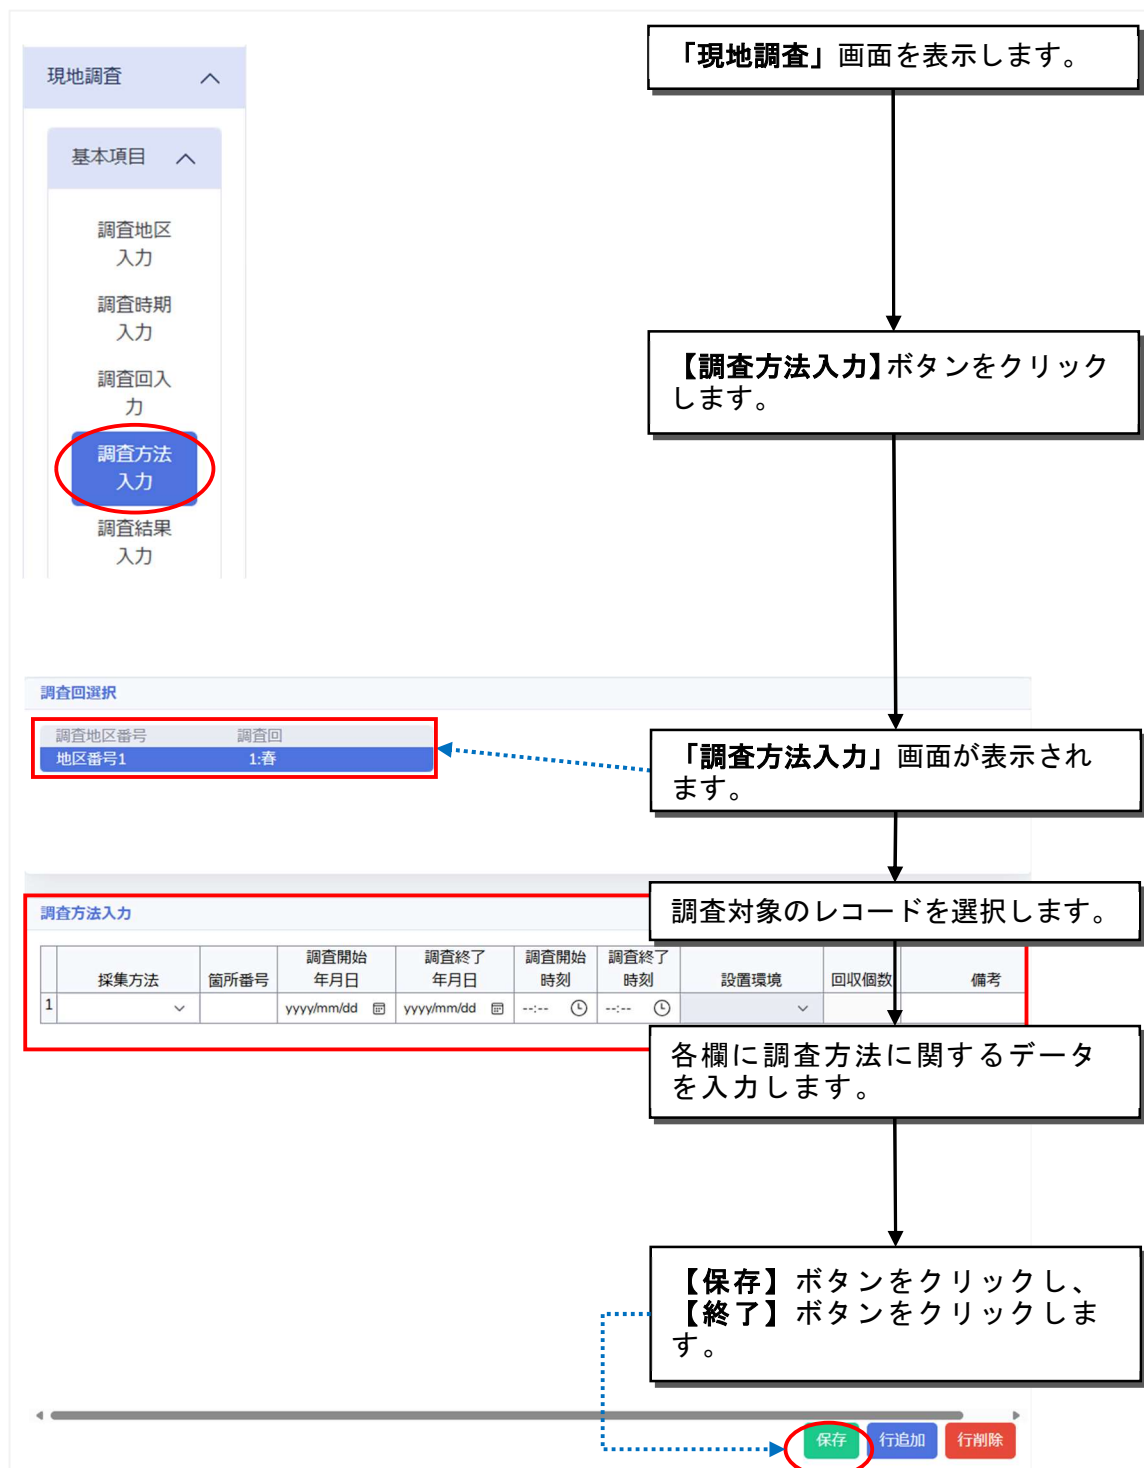 現地調査
基本項目
調査地区
入力
調査時期
入力
調査回入
力
調査方法
入力
調査結果
入力
「現地調査」画面を表示します。
【調査方法入力】ボタンをクリック
します。
調査回選択
調査地区番号 調査回
地区番号1 1:春
「調査方法入力」画面が表示され
ます。
調査対象のレコードを選択します。
調査方法入力
採集方法 箇所番号 調査開始
年月日 調査終了
年月日 調査開始
時刻 調査終了
時刻 設置環境 回収個数 備考
1 yyyy/mm/dd yyyy/mm/dd --:-- --:--
各欄に調査方法に関するデータ
を入力します。
【保存】ボタンをクリックし、
【終了】ボタンをクリックしま
す。
保存 行追加 行削除